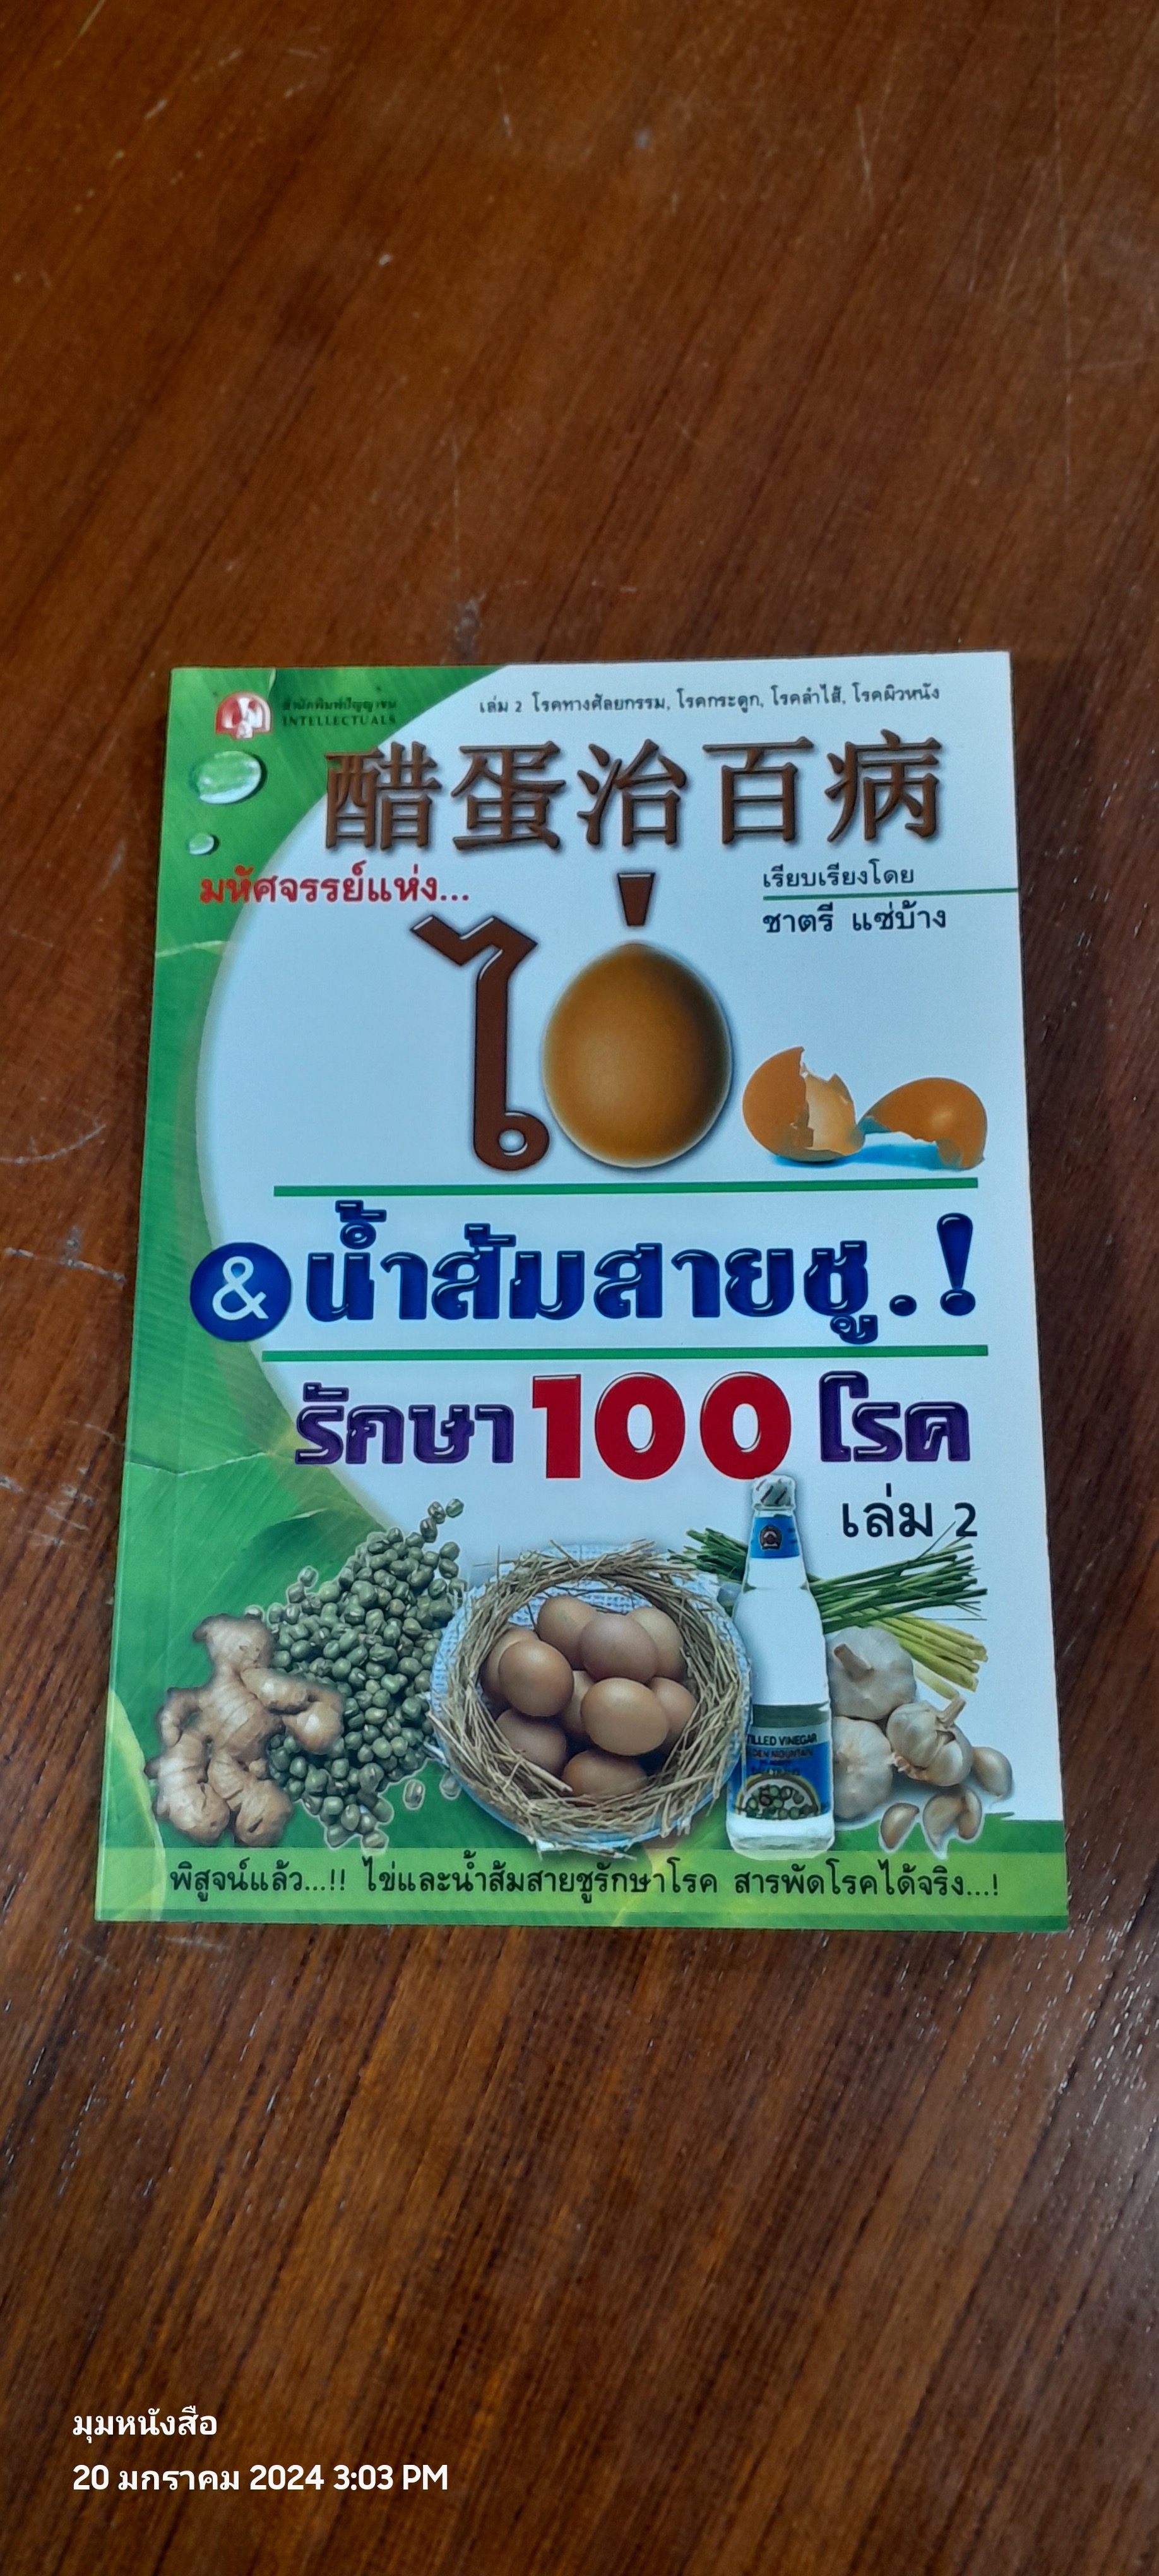 สำนักพิมพ์ปัญญาชน
INTELLECTUALS
เล่ม 2 โรคทางศัลยกรรม, โรคกระดูก, โรคลำไส้, โรคผิวหนัง
醋蛋治百病
มหัศจรรย์แห่ง...
เรียบเรียงโดย
ชาตรี แซ่บ้าง
ไข่
& น้ำส้มสายชู.!
รักษา 100 โรค
เล่ม 2
TILLED VINEGAR
พิสูจน์แล้ว...!! ไข่และน้ำส้มสายชูรักษาโรค สารพัดโรคได้จริง...!
มุมหนังสือ
20 มกราคม 2024 3:03 PM